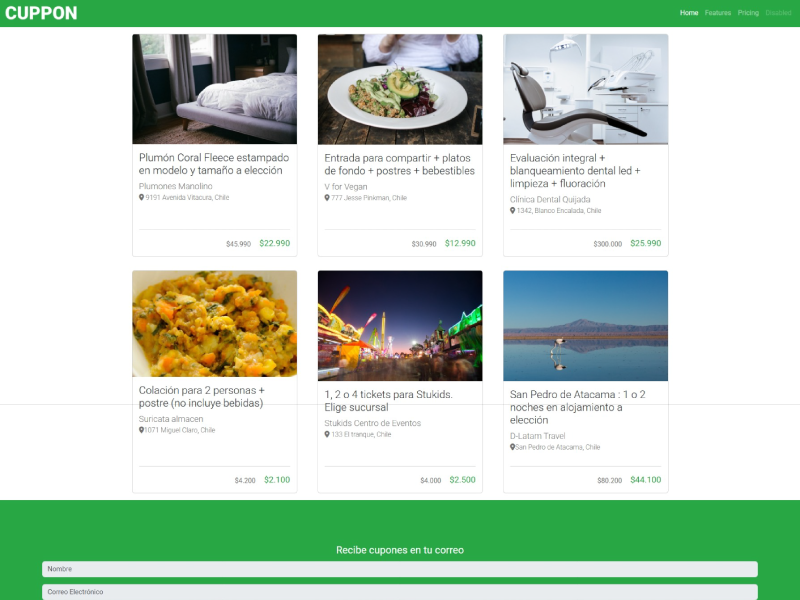 CUPPON
Home Features Pricing Disabled
Plumón Coral Fleece estampado
en modelo y tamaño a elección
Plumones Manolino
9191 Avenida Vitacura, Chile
$45.990 $22.990
Entrada para compartir + platos
de fondo + postres + bebestibles
V for Vegan
777 Jesse Pinkman, Chile
$30.990 $12.990
Evaluación integral +
blanqueamiento dental led +
limpieza + fluoración
Clínica Dental Quijada
1342, Blanco Encalada, Chile
$300.000 $25.990
Colación para 2 personas +
postre (no incluye bebidas)
Suricata almacen
1071 Miguel Claro, Chile
$4.200 $2.100
1, 2 o 4 tickets para Stukids.
Elige sucursal
Stukids Centro de Eventos
133 El tranque, Chile
$4.000 $2.500
San Pedro de Atacama : 1 o 2
noches en alojamiento a
elección
D-Latam Travel
San Pedro de Atacama, Chile
$80.200 $44.100
Recibe cupones en tu correo
Nombre
Correo Electrónico